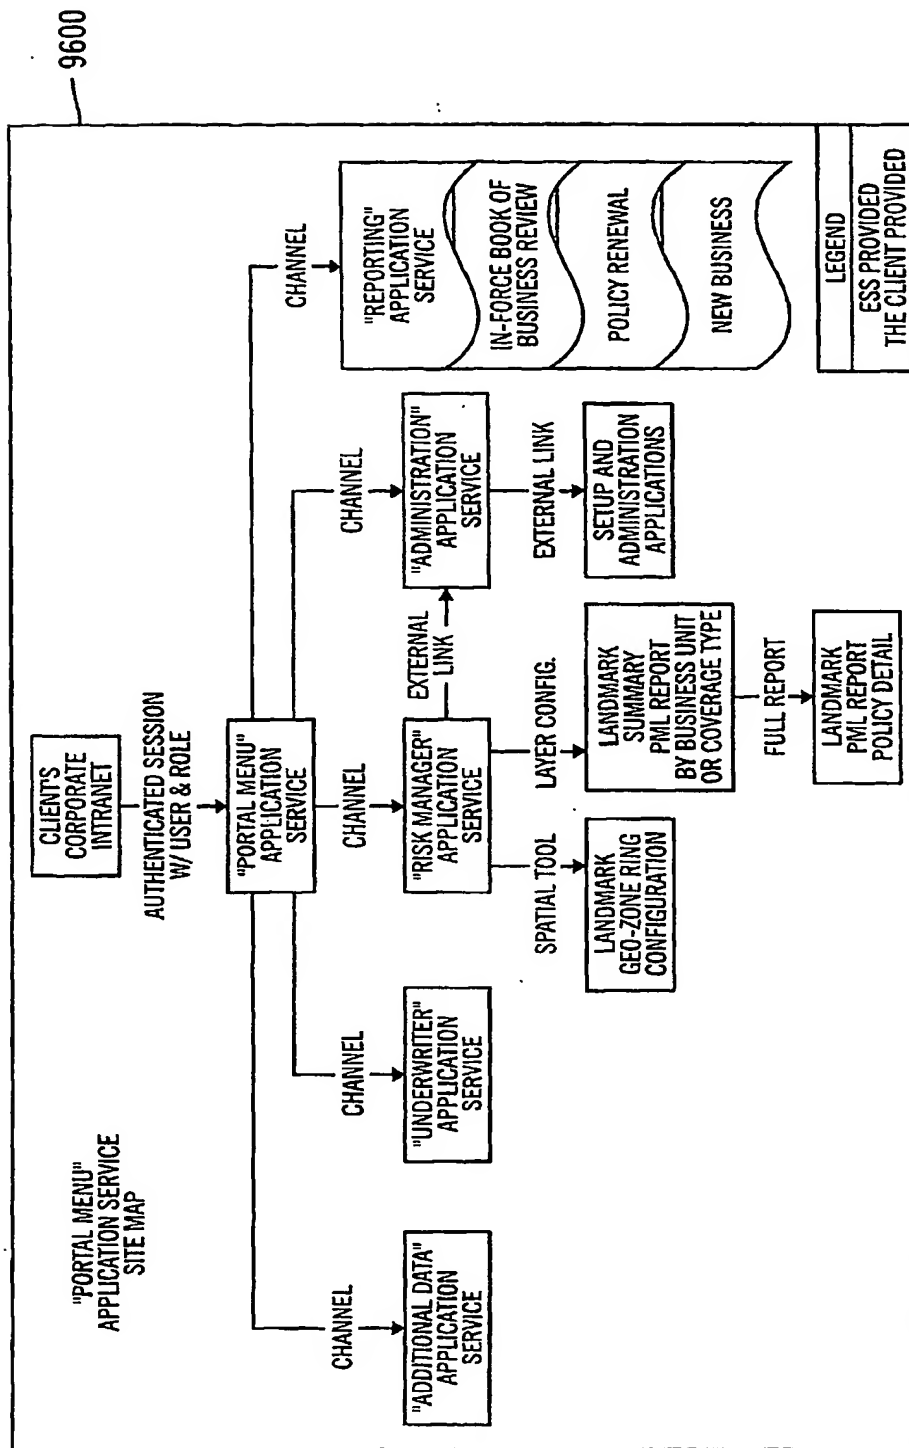 9600
"PORTAL MENU"
APPLICATION SERVICE
SITE MAP
CLIENT'S
CORPORATE
INTRANET
AUTHENTICATED SESSION
W/ USER & ROLE
"PORTAL MENU"
APPLICATION
SERVICE
CHANNEL
CHANNEL
CHANNEL
CHANNEL
CHANNEL
"ADDITIONAL DATA"
APPLICATION
SERVICE
"UNDERWRITER"
APPLICATION
SERVICE
"RISK MANAGER"
APPLICATION
SERVICE
EXTERNAL
LINK
"ADMINISTRATION"
APPLICATION
SERVICE
"REPORTING"
APPLICATION
SERVICE
IN-FORCE BOOK OF
BUSINESS REVIEW
POLICY RENEWAL
NEW BUSINESS
SPATIAL TOOL
LAYER CONFIG.
EXTERNAL LINK
LANDMARK
GEO-ZONE RING
CONFIGURATION
LANDMARK
SUMMARY
PML REPORT
BY BUSINESS UNIT
OR COVERAGE TYPE
SETUP AND
ADMINISTRATION
APPLICATIONS
FULL REPORT
LANDMARK
PML REPORT
POLICY DETAIL
LEGEND
ESS PROVIDED
THE CLIENT PROVIDED